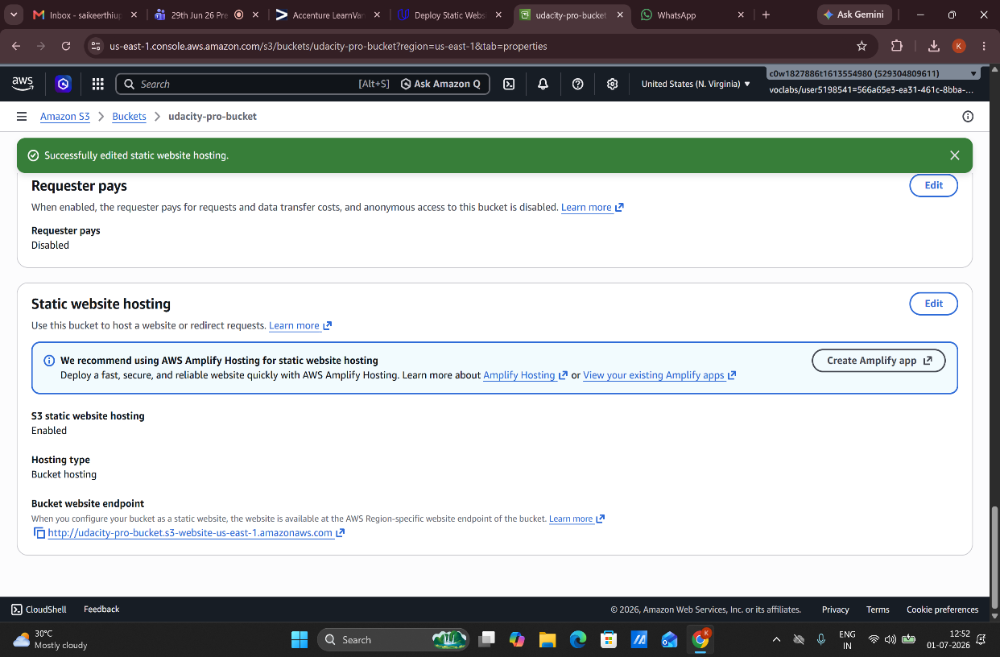 Inbox - saikeerthiup
29th Jun 26 Pre
Accenture LearnVan
Deploy Static Websi
udacity-pro-bucket
WhatsApp
Ask Gemini
us-east-1.console.aws.amazon.com/s3/buckets/udacity-pro-bucket?region=us-east-1&tab=properties
K
aws
Search
[Alt+S]
Ask Amazon Q
United States (N. Virginia)
c0w1827886t1613554980 (529304809611)
voclabs/user5198541=566a65e3-ea31-461c-8bba-...
Amazon S3
Buckets
udacity-pro-bucket
Successfully edited static website hosting.
Requester pays
Edit
When enabled, the requester pays for requests and data transfer costs, and anonymous access to this bucket is disabled. Learn more
Requester pays
Disabled
Static website hosting
Edit
Use this bucket to host a website or redirect requests. Learn more
We recommend using AWS Amplify Hosting for static website hosting
Create Amplify app
Deploy a fast, secure, and reliable website quickly with AWS Amplify Hosting. Learn more about Amplify Hosting or View your existing Amplify apps
S3 static website hosting
Enabled
Hosting type
Bucket hosting
Bucket website endpoint
When you configure your bucket as a static website, the website is available at the AWS Region-specific website endpoint of the bucket. Learn more
http://udacity-pro-bucket.s3-website-us-east-1.amazonaws.com
CloudShell
Feedback
© 2026, Amazon Web Services, Inc. or its affiliates.
Privacy
Terms
Cookie preferences
30°C
Mostly cloudy
Search
K
ENG
IN
12:52
01-07-2026